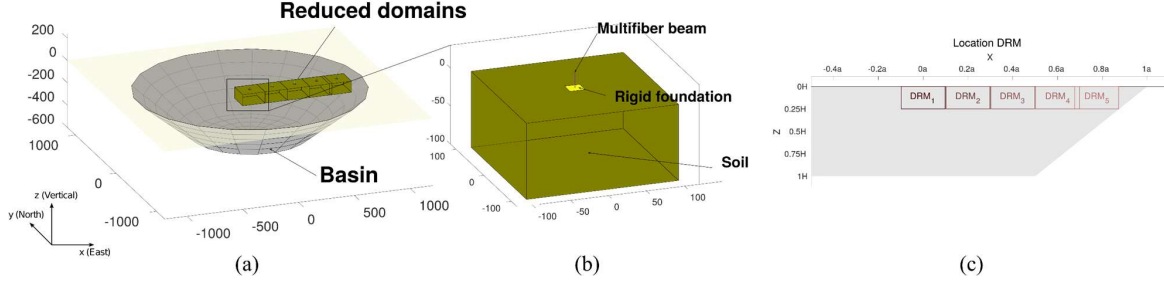 Reduced domains
200
0
-200
-400
-600
1000
0
-1000
-1000
-500
0
500
1000
Basin
z (Vertical)
y (North)
x (East)
(a)
Multifiber beam
Rigid foundation
Soil
0
-50
-100
100
0
-100
-100
-50
0
50
100
(b)
Location DRM
X
-0.4a -0.2a 0a 0.2a 0.4a 0.6a 0.8a 1a
0H
0.25H
0.5H
0.75H
1H
Z
DRM₁ DRM₂ DRM₃ DRM₄ DRM₅
(c)